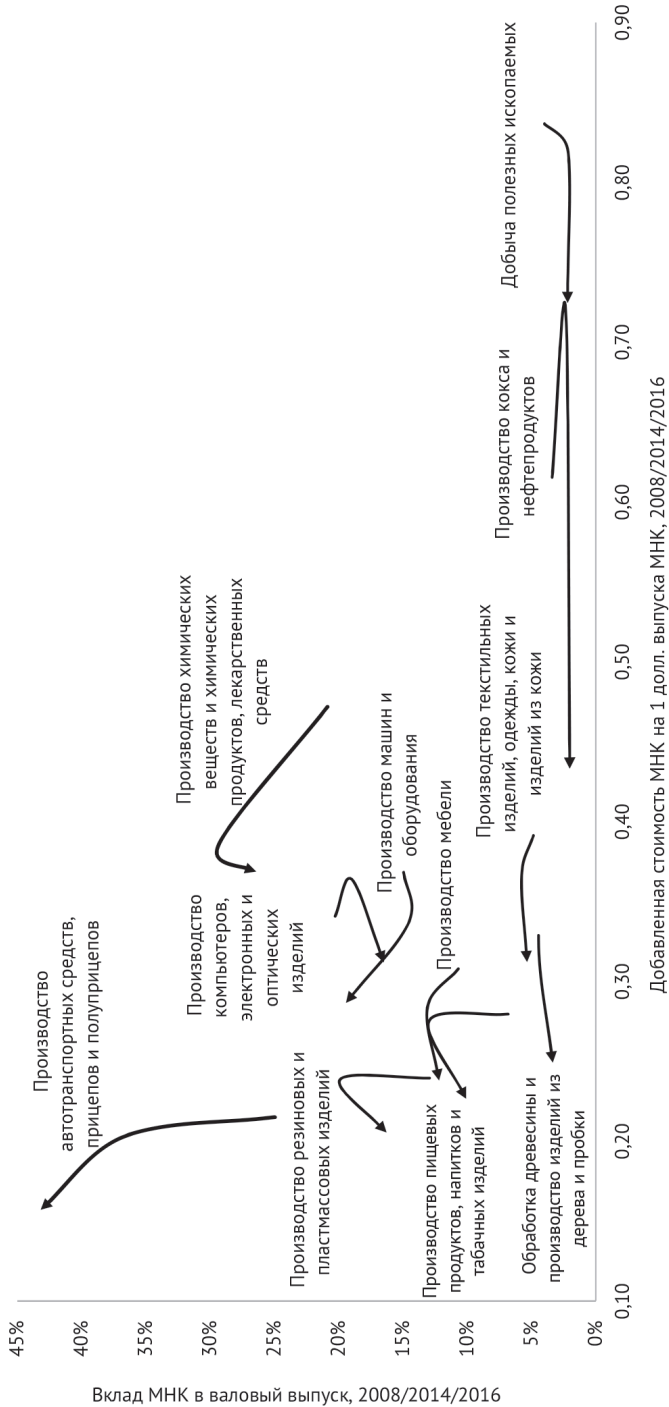 Вклад МНК в валовый выпуск, 2008/2014/2016
45%
40%
35%
30%
25%
20%
15%
10%
5%
0%
Производство
автотранспортных средств,
прицепов и полуприцепов
Производство химических
веществ и химических
продуктов, лекарственных
средств
Производство
компьютеров,
электронных и
оптических
изделий
Производство резиновых и
пластмассовых изделий
Производство машин и
оборудования
Производство мебели
Производство пищевых
продуктов, напитков и
табачных изделий
Производство текстильных
изделий, одежды, кожи и
изделий из кожи
Обработка древесины и
производство изделий из
дерева и пробки
Производство кокса и
нефтепродуктов
Добыча полезных ископаемых
0,10
0,20
0,30
0,40
0,50
0,60
0,70
0,80
0,90
Добавленная стоимость МНК на 1 долл. выпуска МНК, 2008/2014/2016